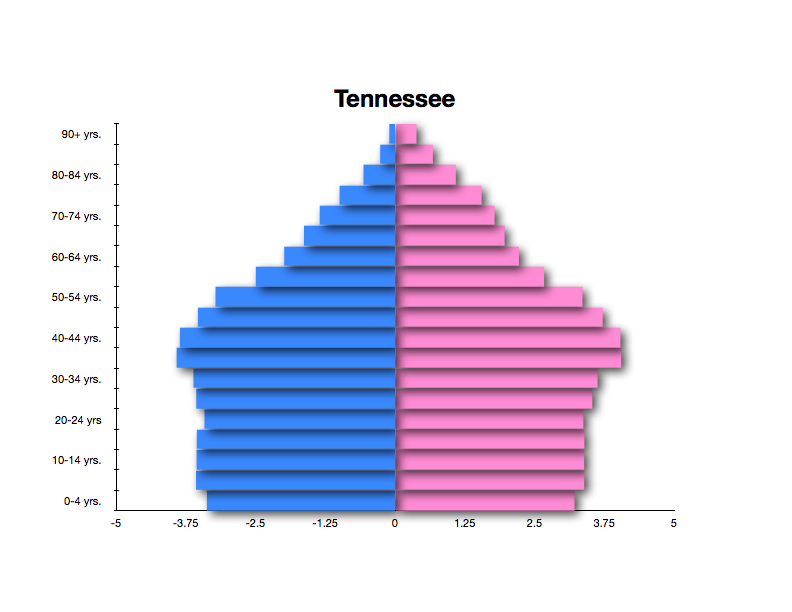 Tennessee
90+ yrs.
80-84 yrs.
70-74 yrs.
60-64 yrs.
50-54 yrs.
40-44 yrs.
30-34 yrs.
20-24 yrs
10-14 yrs.
0-4 yrs.
-5 -3.75 -2.5 -1.25 0 1.25 2.5 3.75 5